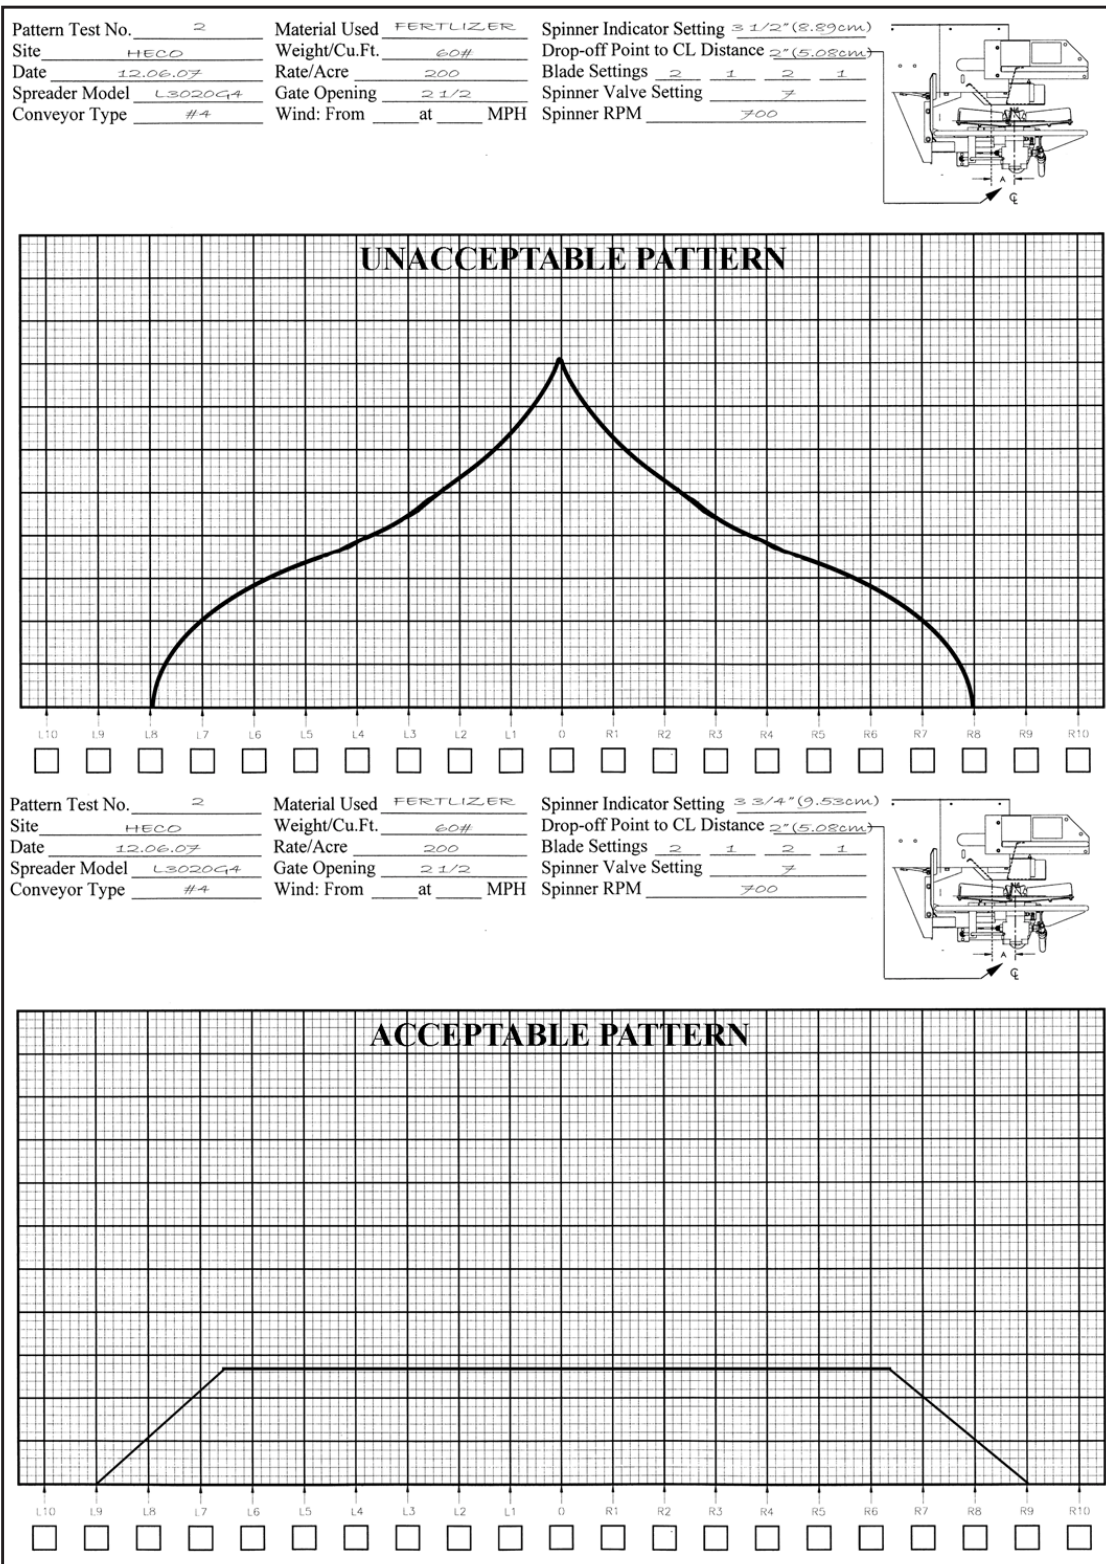 Pattern Test No. 2 Material Used FERTLIZER Spinner Indicator Setting 3 1/2" (8.89cm)
Site HECO Weight/Cu.Ft. 60# Drop-off Point to CL Distance 2" (5.08cm)
Date 12.06.07 Rate/Acre 200 Blade Settings 2 1 2 1
Spreader Model L3020G4 Gate Opening 2 1/2 Spinner Valve Setting 7
Conveyor Type #4 Wind: From at MPH Spinner RPM 700
A
CL
UNACCEPTABLE PATTERN
L10 L9 L8 L7 L6 L5 L4 L3 L2 L1 0 R1 R2 R3 R4 R5 R6 R7 R8 R9 R10
Pattern Test No. 2 Material Used FERTLIZER Spinner Indicator Setting 3 3/4" (9.53cm)
Site HECO Weight/Cu.Ft. 60# Drop-off Point to CL Distance 2" (5.08cm)
Date 12.06.07 Rate/Acre 200 Blade Settings 2 1 2 1
Spreader Model L3020G4 Gate Opening 2 1/2 Spinner Valve Setting 7
Conveyor Type #4 Wind: From at MPH Spinner RPM 700
A
CL
ACCEPTABLE PATTERN
L10 L9 L8 L7 L6 L5 L4 L3 L2 L1 0 R1 R2 R3 R4 R5 R6 R7 R8 R9 R10